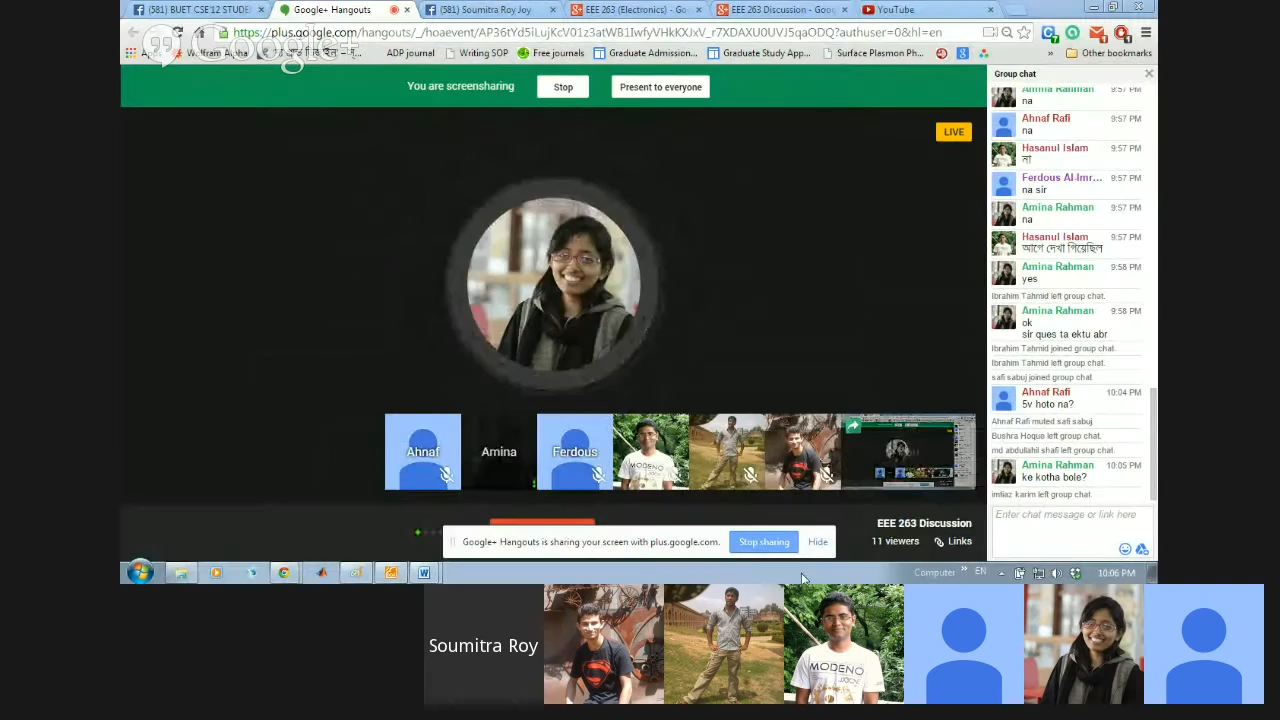 (581) BUET CSE'12 STUDE
Google+ Hangouts
(581) Soumitra Roy Joy
EEE 263 (Electronics) - G
EEE 263 Discussion - Goo
YouTube
https://plus.google.com/hangouts/_/
?authuser=0&hl=en
Google+
Wolfram Alpha
ADP journal
Writing SOP
Free journals
Graduate Admission...
Graduate Study App...
Surface Plasmon Ph...
»
Other bookmarks
You are screensharing
Stop
Present to everyone
LIVE
Group chat
Amina Rahman 9:57 PM
na
Ahnaf Rafi 9:57 PM
na
Hasanul Islam 9:57 PM
না
Ferdous Al-Imr... 9:57 PM
na sir
Amina Rahman 9:57 PM
na
Hasanul Islam 9:57 PM
আগে দেখা গিয়েছিল
Amina Rahman 9:58 PM
yes
Ibrahim Tahmid left group chat.
Amina Rahman 9:58 PM
ok
sir ques ta ektu abr
Ibrahim Tahmid joined group chat.
Ibrahim Tahmid left group chat.
safi sabuj joined group chat.
Ahnaf Rafi 10:04 PM
5v hoto na?
Ahnaf Rafi muted safi sabuj
Bushra Hoque left group chat.
md abdullahil shafi left group chat.
Amina Rahman 10:05 PM
ke kotha bole?
imtiaz karim left group chat.
Enter chat message or link here
Ahnaf
Amina
Ferdous
MODENO
EEE 263 Discussion
11 viewers
Links
Google+ Hangouts is sharing your screen with plus.google.com.
Stop sharing
Hide
Computer
»
EN
10:06 PM
Soumitra Roy
MODENO